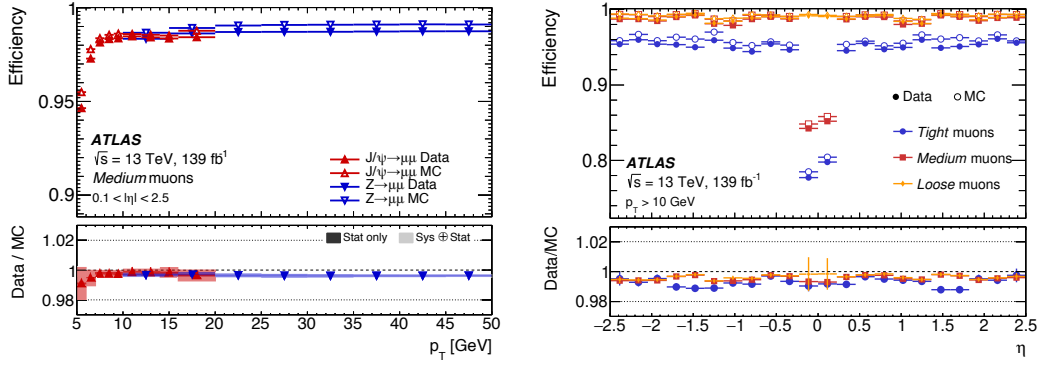 Efficiency
1
0.95
0.9
ATLAS
√s = 13 TeV, 139 fb⁻¹
Medium muons
0.1 < |η| < 2.5
J/ψ→μμ Data
J/ψ→μμ MC
Z→μμ Data
Z→μμ MC
Data / MC
1.02
1
0.98
Stat only
Sys ⊕ Stat
5 10 15 20 25 30 35 40 45 50
p_T [GeV]
Efficiency
1
0.9
0.8
Data MC
Tight muons
Medium muons
Loose muons
ATLAS
√s = 13 TeV, 139 fb⁻¹
p_T > 10 GeV
Data/MC
1.02
1
0.98
−2.5 −2 −1.5 −1 −0.5 0 0.5 1 1.5 2 2.5
η